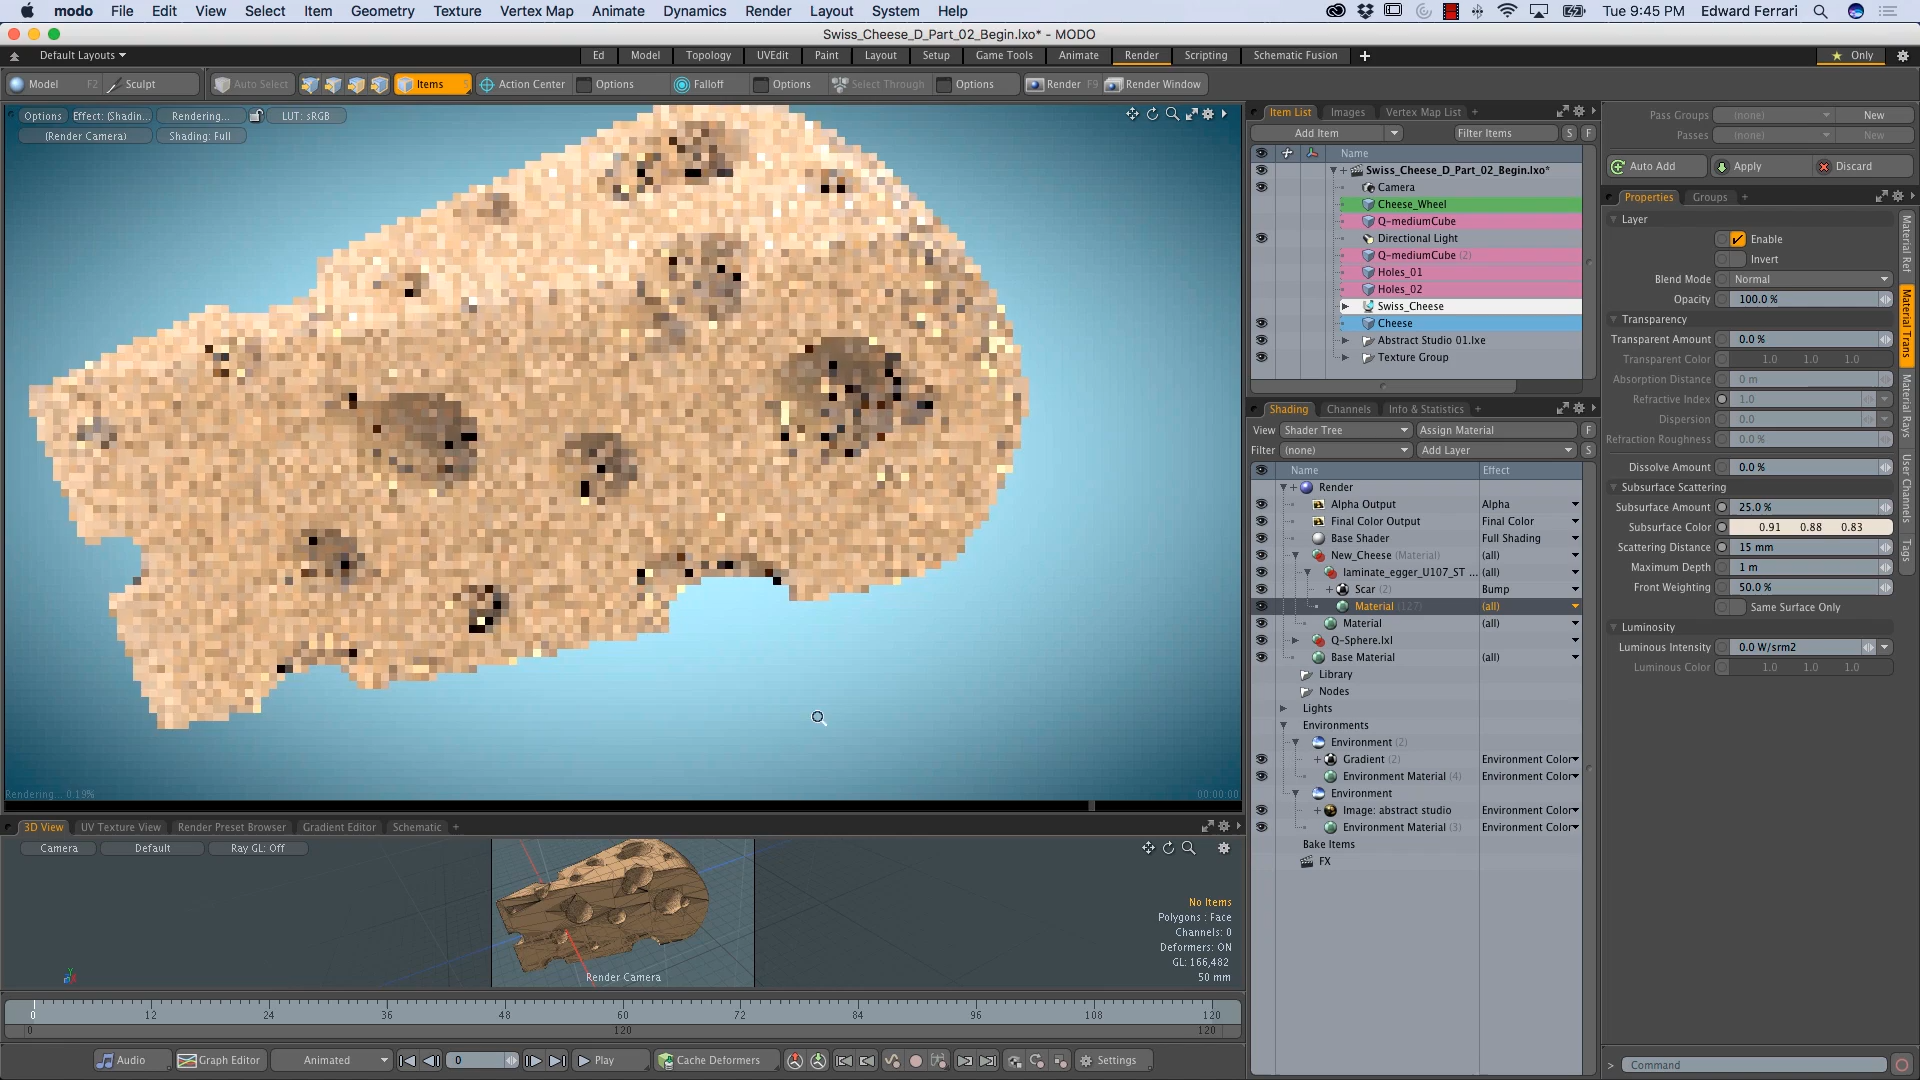 modo File Edit View Select Item Geometry Texture Vertex Map Animate Dynamics Render Layout System Help Tue 9:45 PM Edward Ferrari
Swiss_Cheese_D_Part_02_Begin.lxo* - MODO
Default Layouts Ed Model Topology UVEdit Paint Layout Setup Game Tools Animate Render Scripting Schematic Fusion + Only
Model F2 Sculpt Auto Select Items Action Center Options Falloff Options Select Through Options Render F9 Render Window
Options Effect: (Shadin... Rendering... LUT: sRGB
(Render Camera) Shading: Full
Rendering... 0.19% 00:00:00
3D View UV Texture View Render Preset Browser Gradient Editor Schematic +
Camera Default Ray GL: Off
No Items
Polygons : Face
Channels: 0
Deformers: ON
GL: 166,482
50 mm
Render Camera
0 12 24 36 48 60 72 84 96 108 120
0 120 120
Audio Graph Editor Animated 0 Play Cache Deformers Settings
Item List Images Vertex Map List +
Add Item Filter Items S F
Name
Swiss_Cheese_D_Part_02_Begin.lxo*
Camera
Cheese_Wheel
Q-mediumCube
Directional Light
Q-mediumCube (2)
Holes_01
Holes_02
Swiss_Cheese
Cheese
Abstract Studio 01.lxe
Texture Group
Shading Channels Info & Statistics +
View Shader Tree Assign Material F
Filter (none) Add Layer S
Name Effect
Render
Alpha Output Alpha
Final Color Output Final Color
Base Shader Full Shading
New_Cheese (Material) (all)
laminate_egger_U107_ST ... (all)
Scar (2) Bump
Material (127) (all)
Material (all)
Q-Sphere.lxl
Base Material (all)
Library
Nodes
Lights
Environments
Environment (2)
Gradient (2) Environment Color
Environment Material (4) Environment Color
Environment
Image: abstract studio Environment Color
Environment Material (3) Environment Color
Bake Items
FX
Pass Groups (none) New
Passes (none) New
Auto Add Apply Discard
Properties Groups +
Layer
Enable
Invert
Blend Mode Normal
Opacity 100.0 %
Transparency
Transparent Amount 0.0 %
Transparent Color 1.0 1.0 1.0
Absorption Distance 0 m
Refractive Index 1.0
Dispersion 0.0
Refraction Roughness 0.0 %
Dissolve Amount 0.0 %
Subsurface Scattering
Subsurface Amount 25.0 %
Subsurface Color 0.91 0.88 0.83
Scattering Distance 15 mm
Maximum Depth 1 m
Front Weighting 50.0 %
Same Surface Only
Luminosity
Luminous Intensity 0.0 W/srm2
Luminous Color 1.0 1.0 1.0
Material Ref
Material Trans
Material Rays
User Channels
Tags
> Command